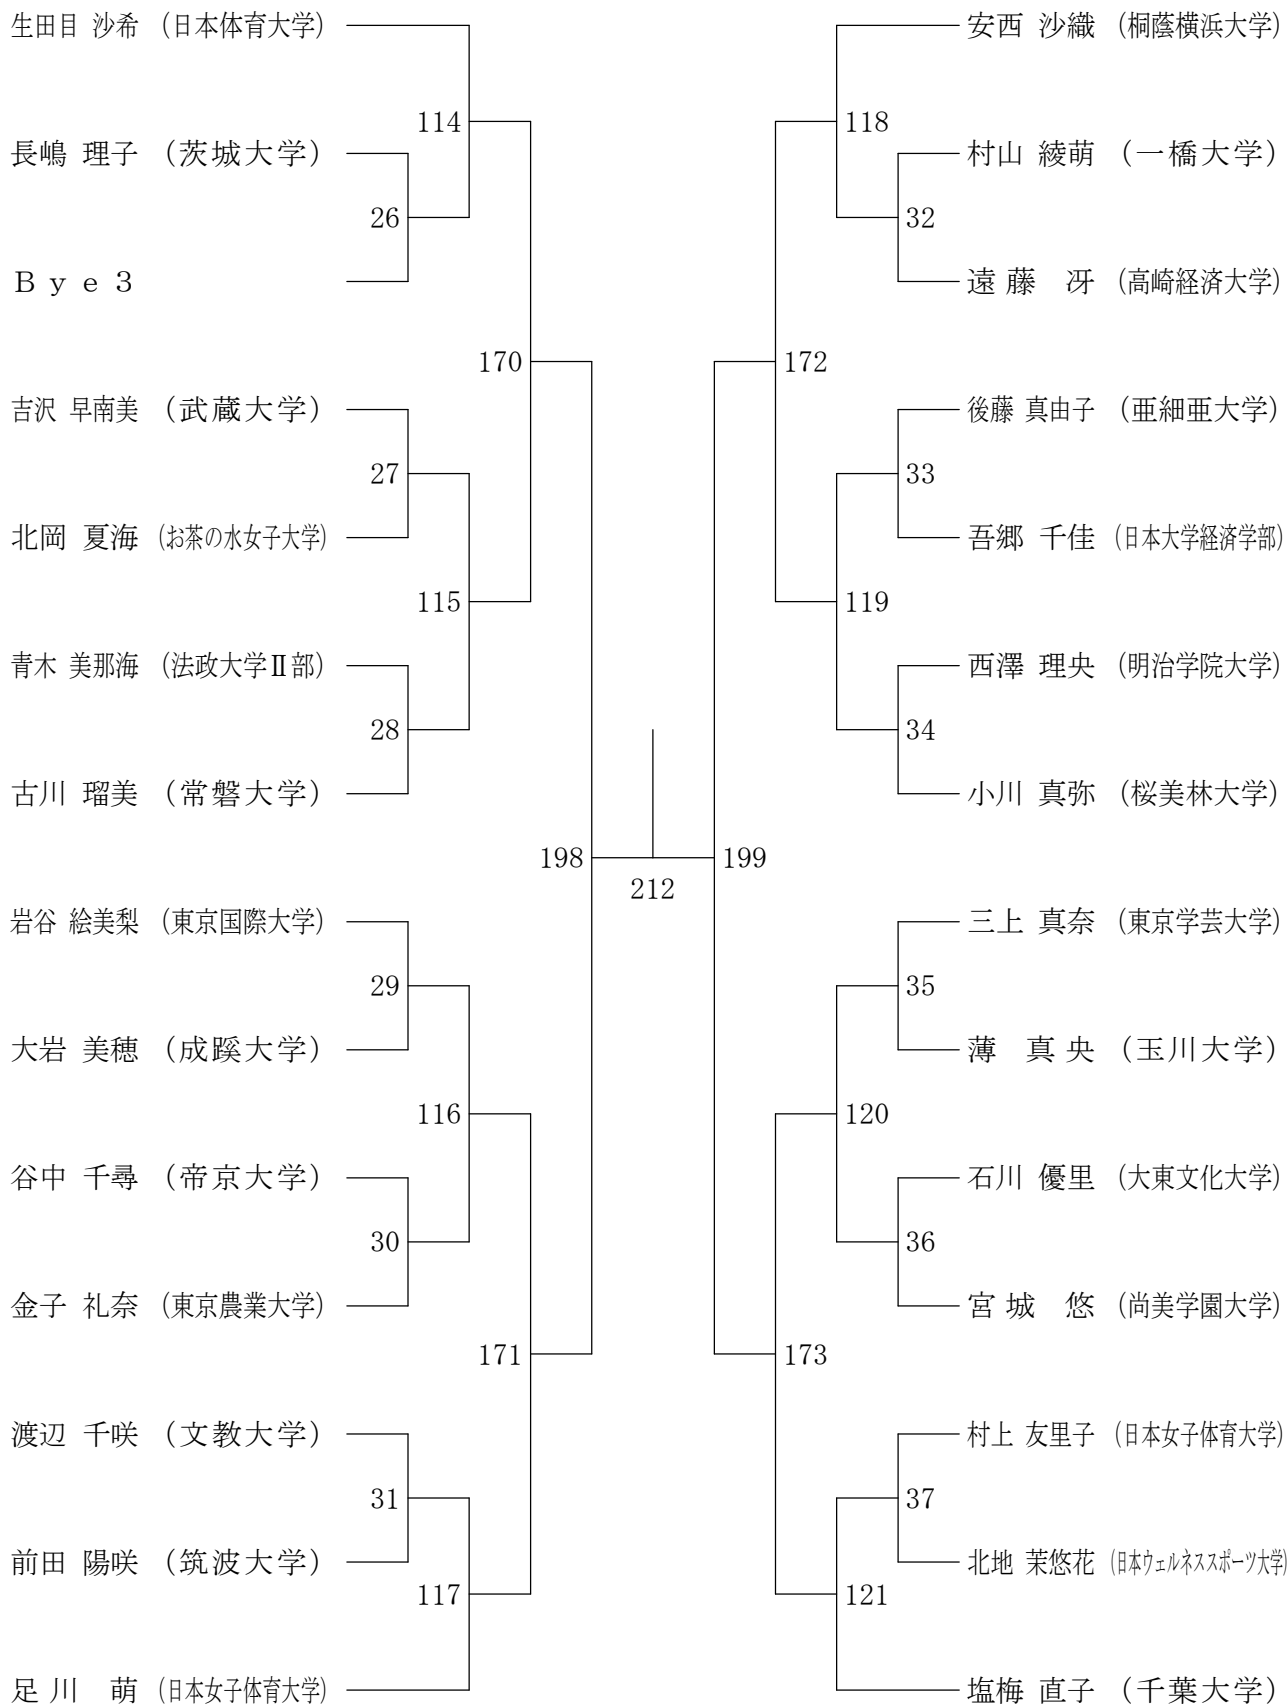 生田目 沙希 (日本体育大学)
長嶋 理子 (茨城大学)
Bye3
吉沢 早南美 (武蔵大学)
北岡 夏海 (お茶の水女子大学)
青木 美那海 (法政大学Ⅱ部)
古川 瑠美 (常磐大学)
岩谷 絵美梨 (東京国際大学)
大岩 美穂 (成蹊大学)
谷中 千尋 (帝京大学)
金子 礼奈 (東京農業大学)
渡辺 千咲 (文教大学)
前田 陽咲 (筑波大学)
足川 萌 (日本女子体育大学)
26
27
28
29
30
31
114
115
116
117
170
171
198
212
199
172
173
118
119
120
121
32
33
34
35
36
37
安西 沙織 (桐蔭横浜大学)
村山 綾萌 (一橋大学)
遠藤 冴 (高崎経済大学)
後藤 真由子 (亜細亜大学)
吾郷 千佳 (日本大学経済学部)
西澤 理央 (明治学院大学)
小川 真弥 (桜美林大学)
三上 真奈 (東京学芸大学)
薄 真央 (玉川大学)
石川 優里 (大東文化大学)
宮城 悠 (尚美学園大学)
村上 友里子 (日本女子体育大学)
北地 茉悠花 (日本ウェルネススポーツ大学)
塩梅 直子 (千葉大学)